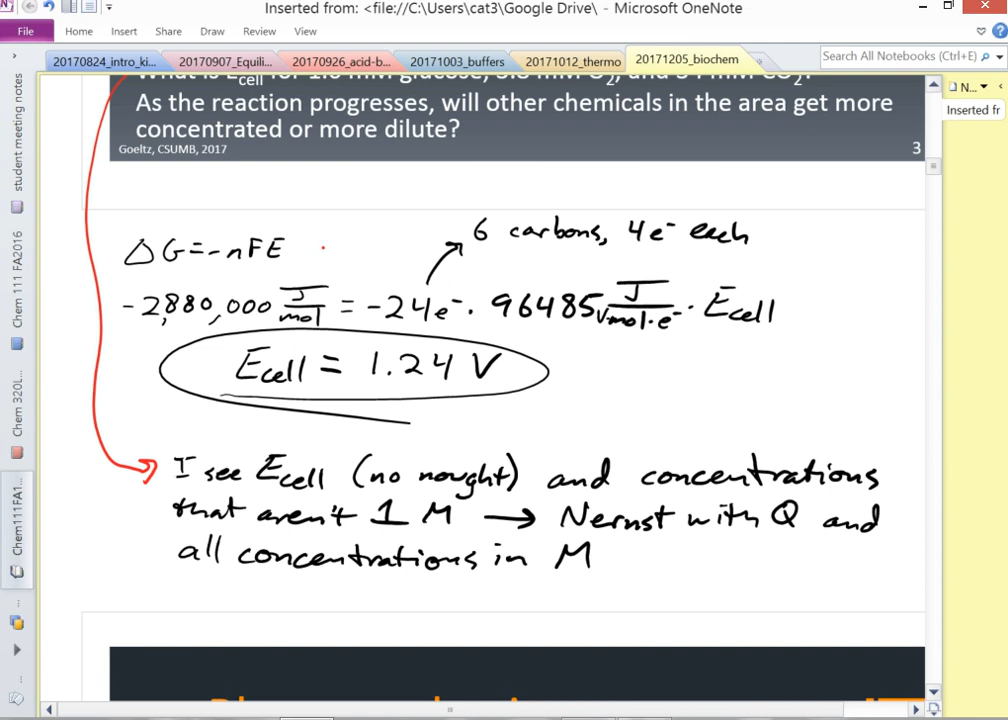 Inserted from: <file://C:\Users\cat3\Google Drive\ - Microsoft OneNote
File Home Insert Share Draw Review View
20170824_intro_ki... 20170907_Equili... 20170926_acid-b... 20171003_buffers 20171012_thermo 20171205_biochem
Search All Notebooks (Ctrl+E)
N...
Inserted fr
student meeting notes
Chem 111 FA2016
Chem 320L
Chem111FA1...
As the reaction progresses, will other chemicals in the area get more
concentrated or more dilute?
Goeltz, CSUMB, 2017
3
6 carbons, 4e⁻ each
ΔG=-nFE
-2,880,000 J/mol = -24e⁻ · 96485 J/Vmol·e⁻ · Ecell
Ecell = 1.24 V
I see Ecell (no nought) and concentrations
that aren't 1 M → Nernst with Q and
all concentrations in M